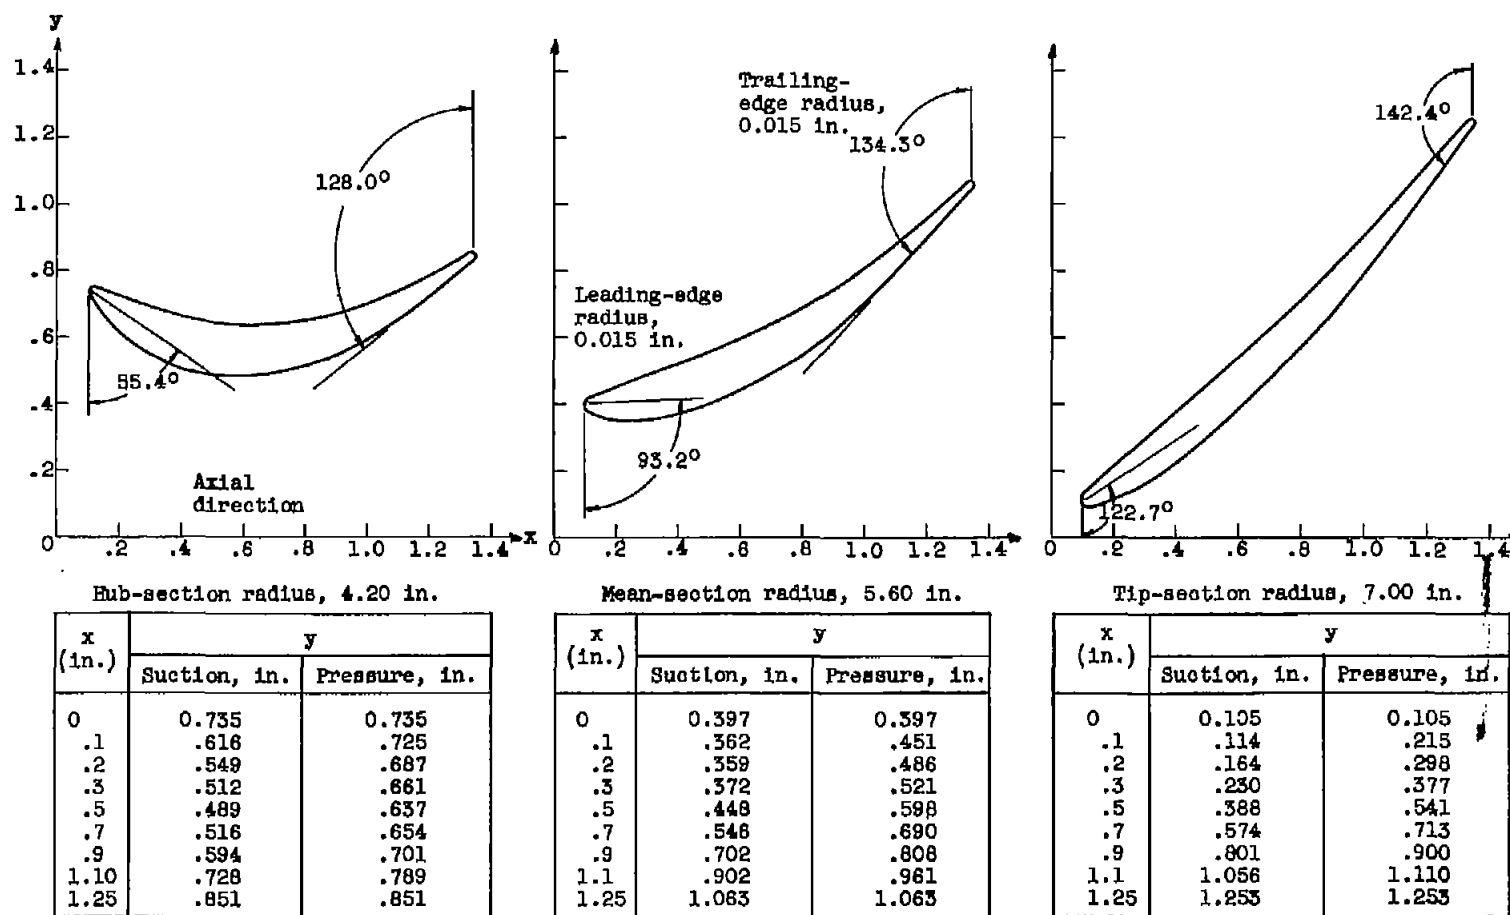 y
1.4
1.2
1.0
.8
.6
.4
.2
0
128.0°
55.4°
Axial
direction
.2 .4 .6 .8 1.0 1.2 1.4 x
Trailing-
edge radius,
0.015 in.
134.3°
Leading-edge
radius,
0.015 in.
93.2°
0 .2 .4 .6 .8 1.0 1.2 1.4
142.4°
122.7°
0 .2 .4 .6 .8 1.0 1.2 1.4
Hub-section radius, 4.20 in.
x (in.) y
Suction, in. Pressure, in.
0 0.735 0.735
.1 .616 .725
.2 .549 .687
.3 .512 .661
.5 .489 .637
.7 .516 .654
.9 .594 .701
1.10 .728 .789
1.25 .851 .851
Mean-section radius, 5.60 in.
x (in.) y
Suction, in. Pressure, in.
0 0.397 0.397
.1 .362 .451
.2 .359 .486
.3 .372 .521
.5 .448 .598
.7 .546 .690
.9 .702 .808
1.1 .902 .961
1.25 1.063 1.063
Tip-section radius, 7.00 in.
x (in.) y
Suction, in. Pressure, in.
0 0.105 0.105
.1 .114 .215
.2 .164 .298
.3 .230 .377
.5 .388 .541
.7 .574 .713
.9 .801 .900
1.1 1.056 1.110
1.25 1.253 1.253